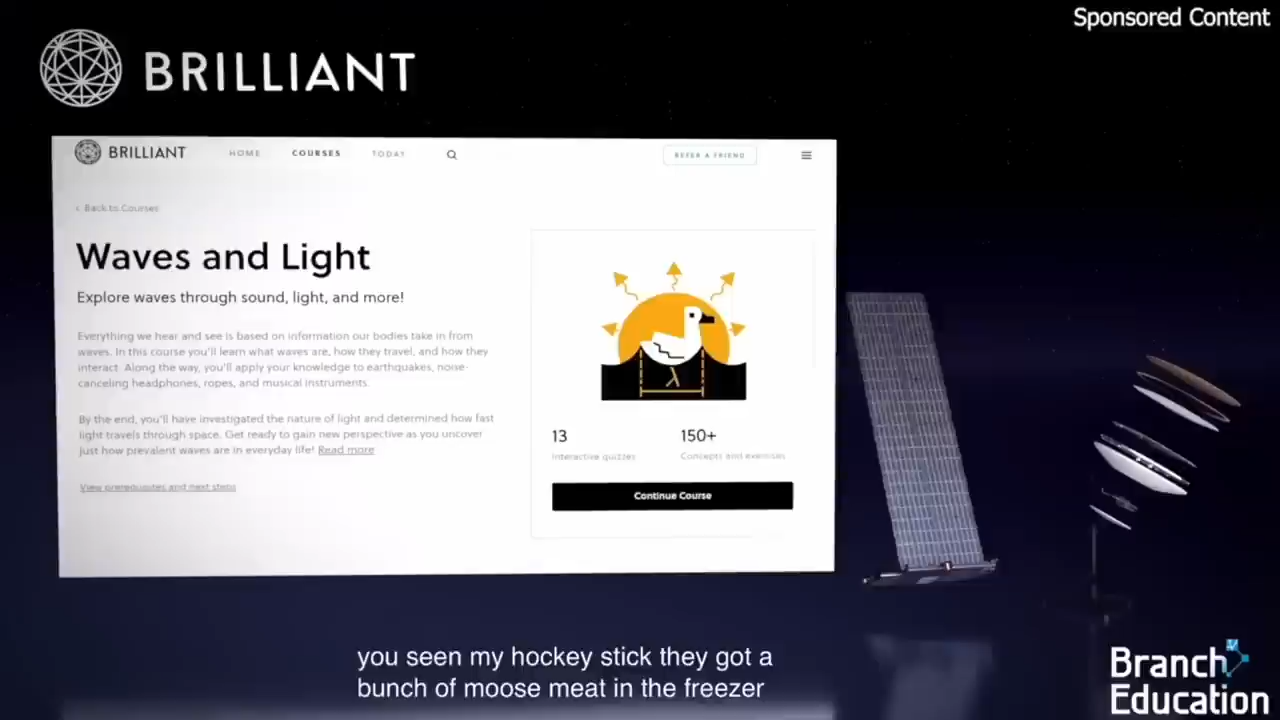 Sponsored Content
BRILLIANT
BRILLIANT HOME COURSES TODAY REFER A FRIEND
‹ Back to Courses
Waves and Light
Explore waves through sound, light, and more!
Everything we hear and see is based on information our bodies take in from
waves. In this course you'll learn what waves are, how they travel, and how they
interact. Along the way, you'll apply your knowledge to earthquakes, noise-
canceling headphones, ropes, and musical instruments.
By the end, you'll have investigated the nature of light and determined how fast
light travels through space. Get ready to gain new perspective as you uncover
just how prevalent waves are in everyday life! Read more
View prerequisites and next steps
λ
13 150+
Interactive quizzes Concepts and exercises
Continue Course
you seen my hockey stick they got a
bunch of moose meat in the freezer
Branch
Education